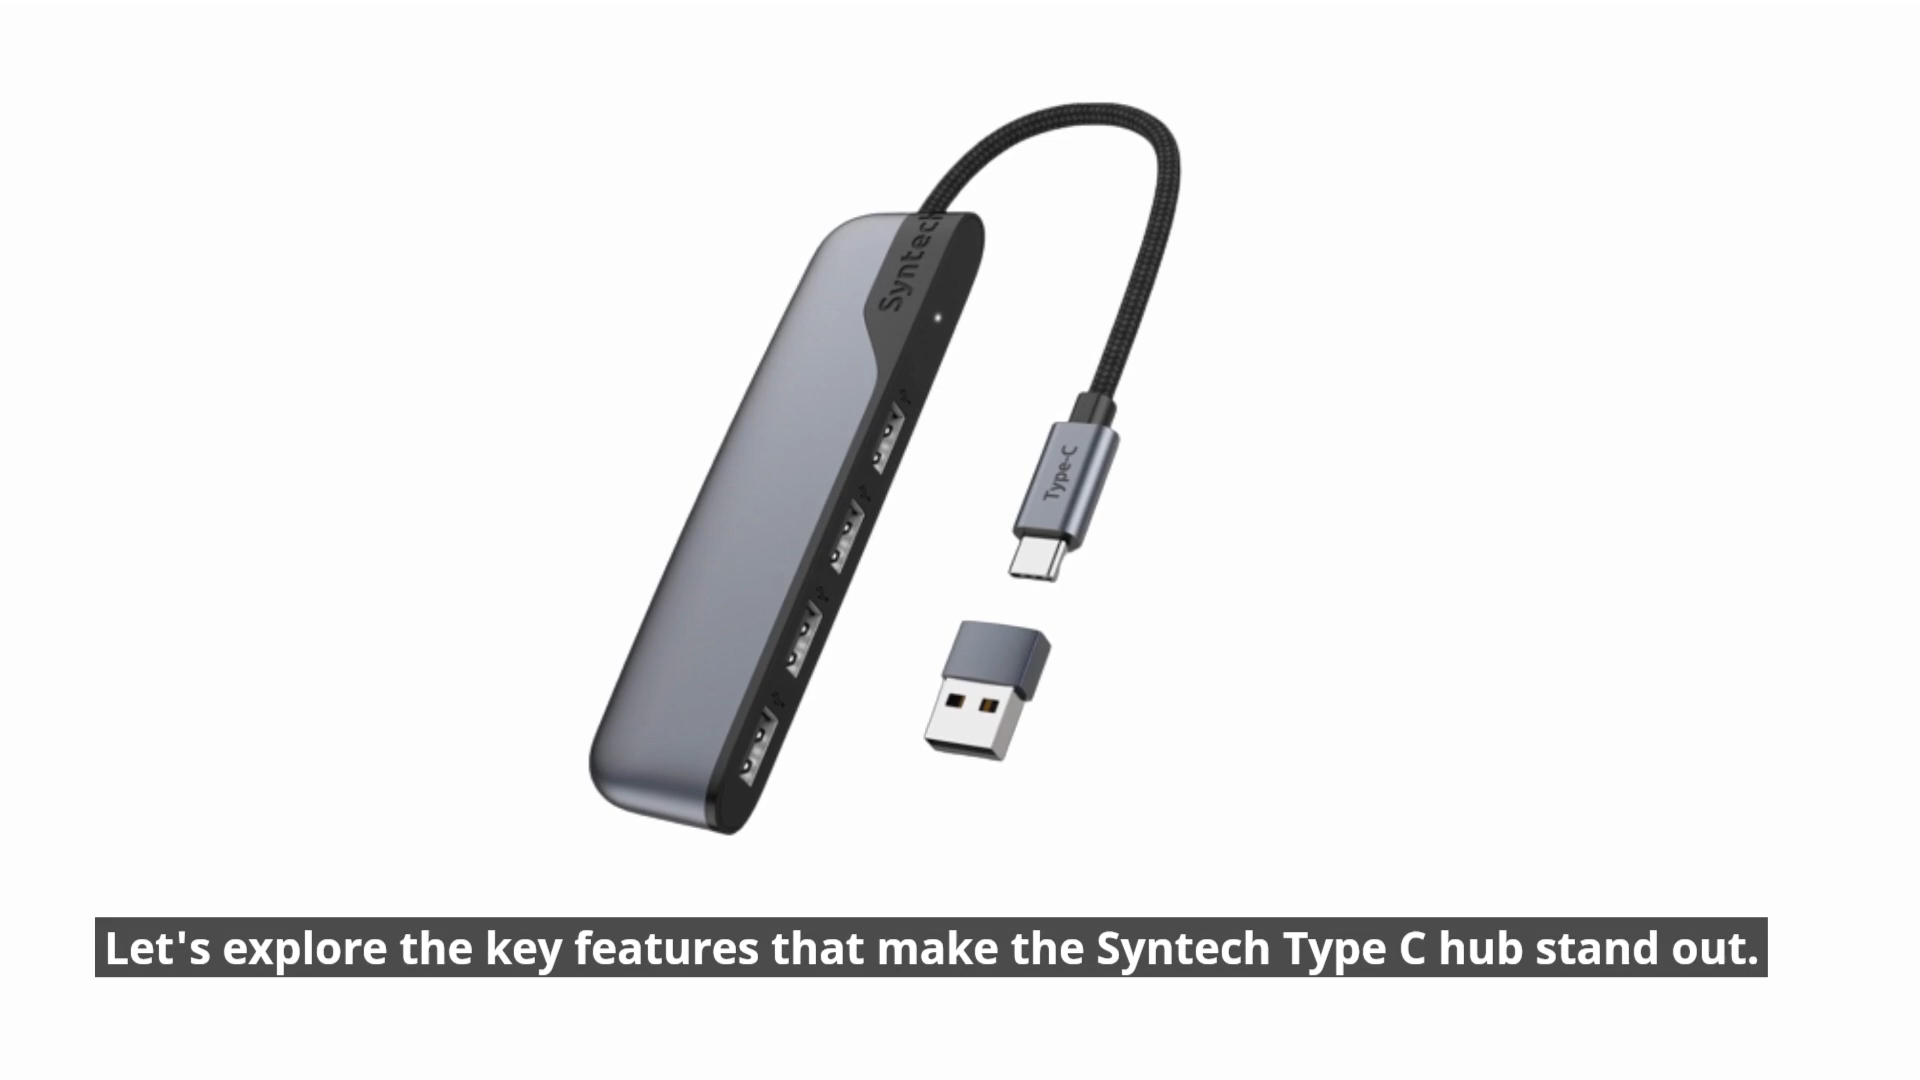 Syntech
Type-C
Let's explore the key features that make the Syntech Type C hub stand out.